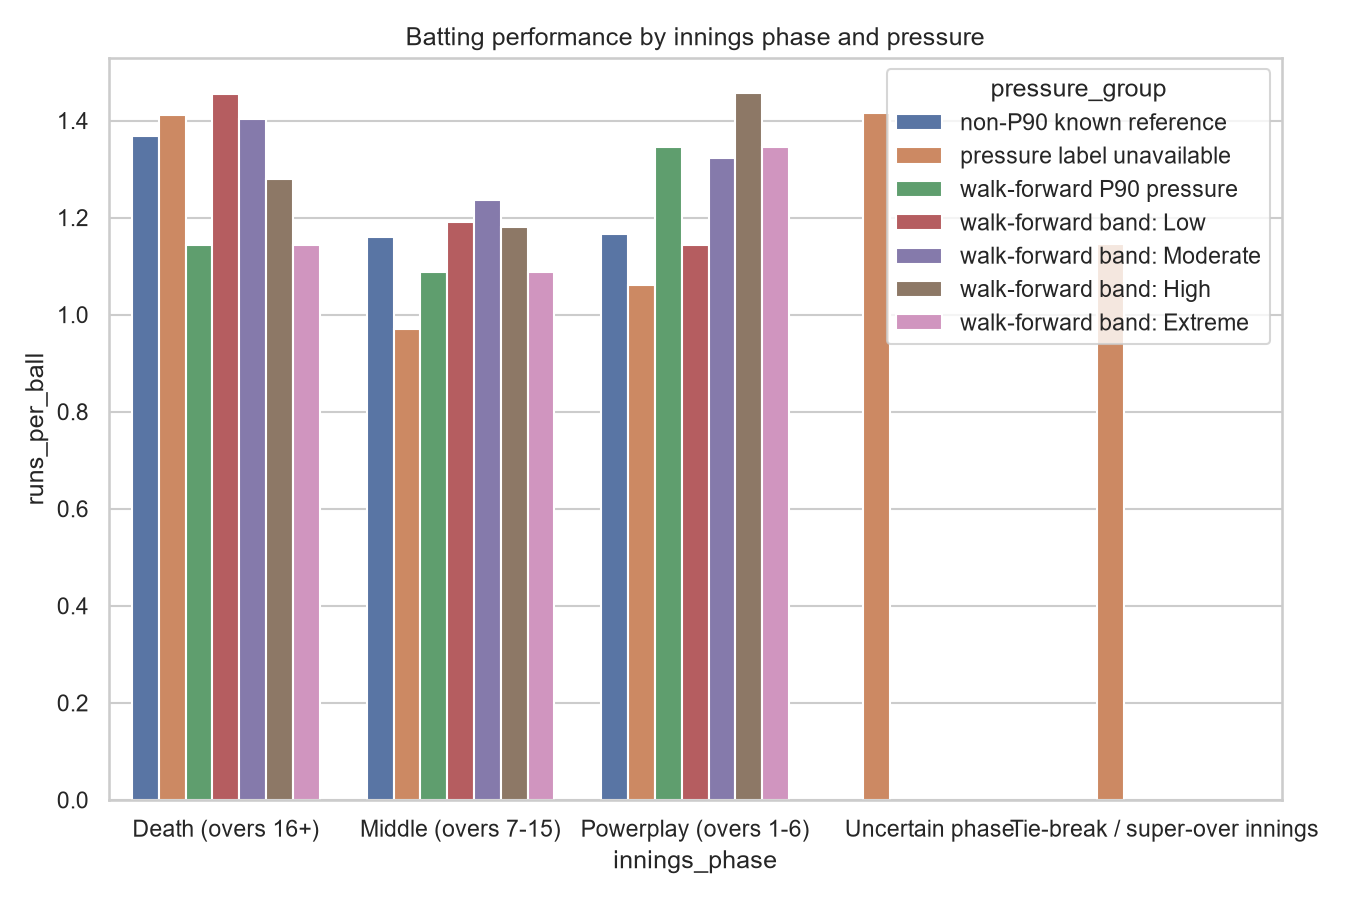 Batting performance by innings phase and pressure
pressure_group
non-P90 known reference
pressure label unavailable
walk-forward P90 pressure
walk-forward band: Low
walk-forward band: Moderate
walk-forward band: High
walk-forward band: Extreme
runs_per_ball
1.4
1.2
1.0
0.8
0.6
0.4
0.2
0.0
Death (overs 16+)
Middle (overs 7-15)
Powerplay (overs 1-6)
Uncertain phase
Tie-break / super-over innings
innings_phase